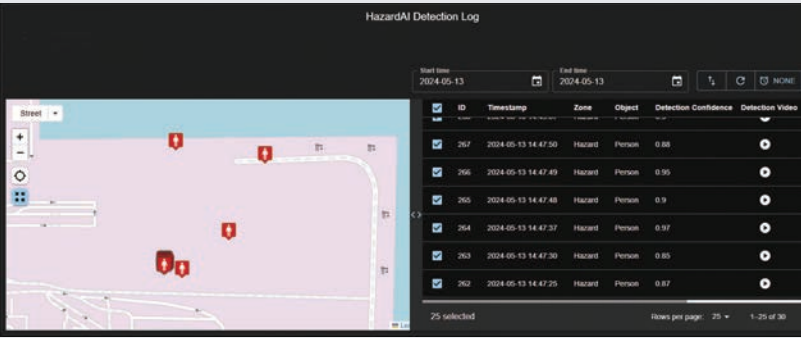 HazardAI Detection Log
Start time
2024-05-13
End time
2024-05-13
NONE
Street
ID Timestamp Zone Object Detection Confidence Detection Video
267 2024-05-13 14:47:50 Hazard Person 0.88
266 2024-05-13 14:47:49 Hazard Person 0.95
265 2024-05-13 14:47:48 Hazard Person 0.9
264 2024-05-13 14:47:37 Hazard Person 0.97
263 2024-05-13 14:47:30 Hazard Person 0.85
262 2024-05-13 14:47:25 Hazard Person 0.87
25 selected
Rows per page: 25
1–25 of 30